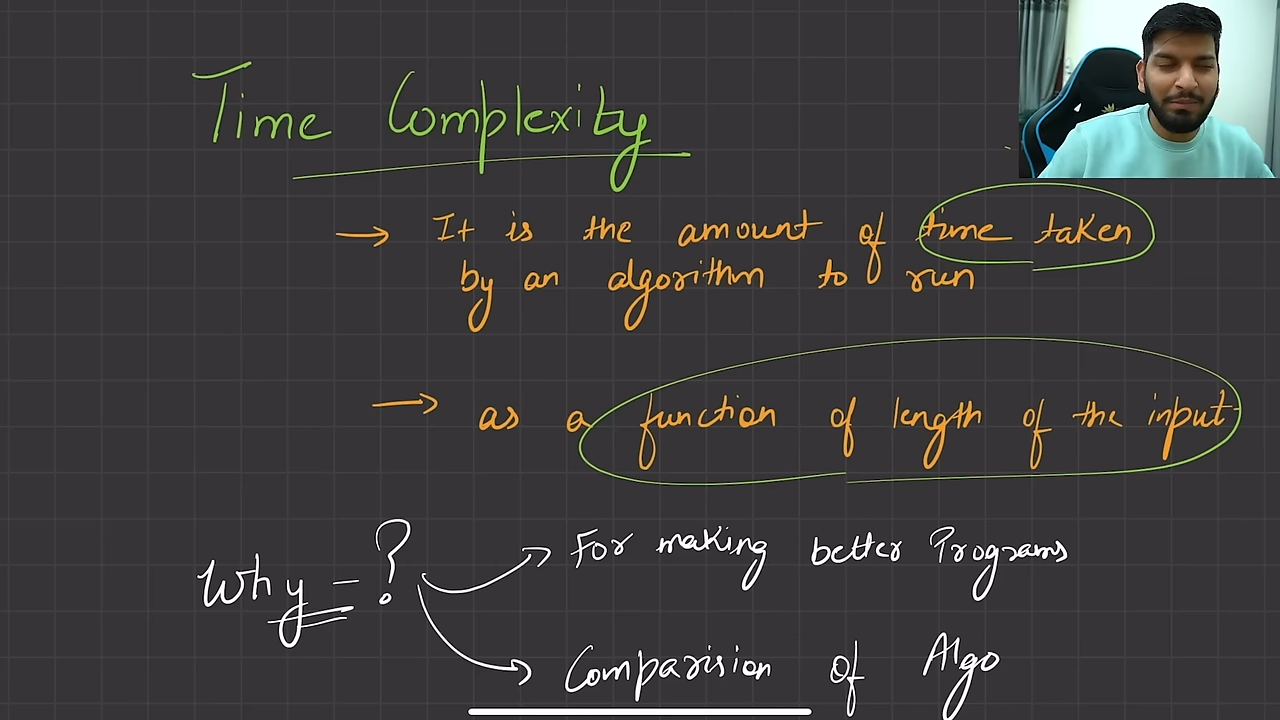 Time Complexity
→ It is the amount of time taken
by an algorithm to run
→ as a function of length of the input
Why = ?
→ For making better Programs
→ Comparision of Algo